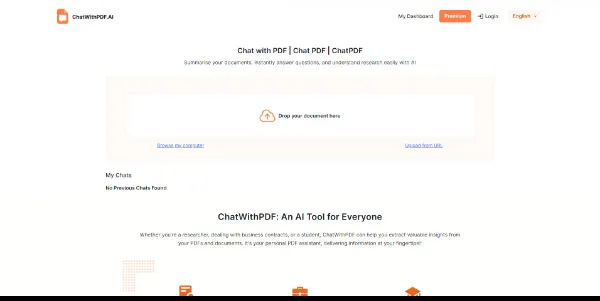 ChatWithPDF.AI
My Dashboard
Premium
Login
English
Chat with PDF | Chat PDF | ChatPDF
Summarise your documents, instantly answer questions, and understand research easily with AI
Drop your document here
Browse my computer
Upload from URL
My Chats
No Previous Chats Found
ChatWithPDF: An AI Tool for Everyone
Whether you're a researcher, dealing with business contracts, or a student, ChatWithPDF can help you extract valuable insights from
your PDFs and documents. It's your personal PDF assistant, delivering information at your fingertips!